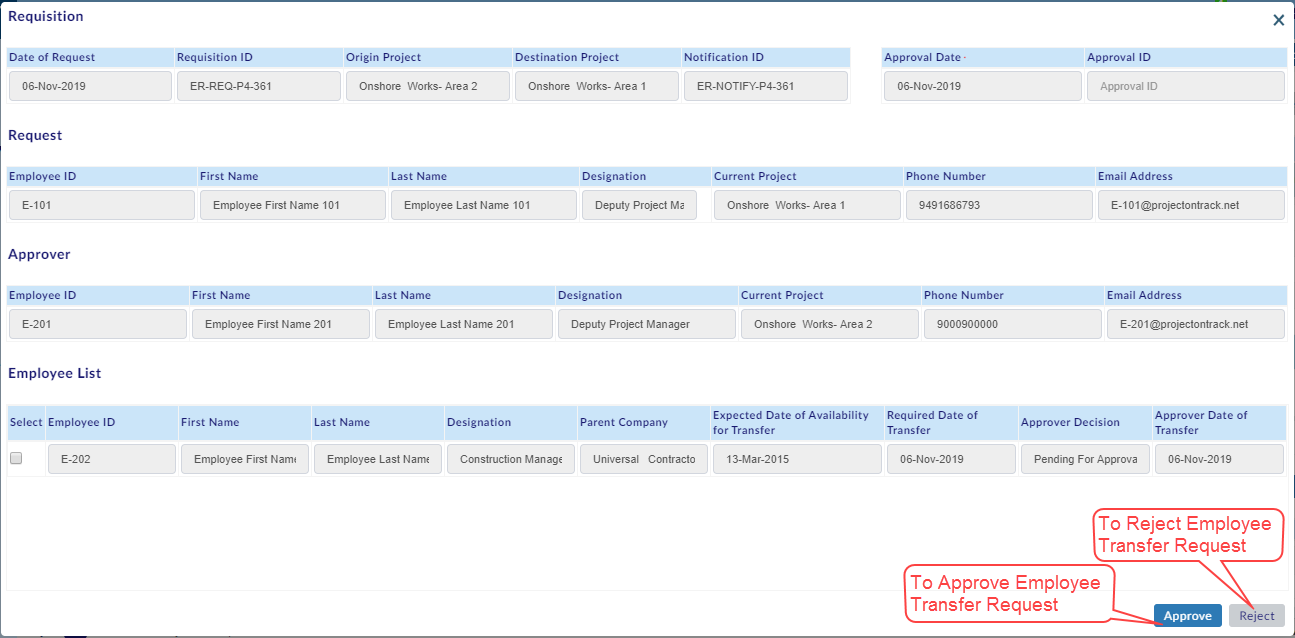 Requisition
Date of Request Requisition ID Origin Project Destination Project Notification ID Approval Date Approval ID
06-Nov-2019 ER-REQ-P4-361 Onshore Works- Area 2 Onshore Works- Area 1 ER-NOTIFY-P4-361 06-Nov-2019 Approval ID
Request
Employee ID First Name Last Name Designation Current Project Phone Number Email Address
E-101 Employee First Name 101 Employee Last Name 101 Deputy Project Ma Onshore Works- Area 1 9491686793 E-101@projectontrack.net
Approver
Employee ID First Name Last Name Designation Current Project Phone Number Email Address
E-201 Employee First Name 201 Employee Last Name 201 Deputy Project Manager Onshore Works- Area 2 9000900000 E-201@projectontrack.net
Employee List
Select Employee ID First Name Last Name Designation Parent Company Expected Date of Availability for Transfer Required Date of Transfer Approver Decision Approver Date of Transfer
E-202 Employee First Name Employee Last Name Construction Manage Universal Contracto 13-Mar-2015 06-Nov-2019 Pending For Approva 06-Nov-2019
To Reject Employee
Transfer Request
To Approve Employee
Transfer Request
Approve Reject